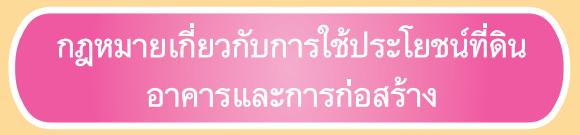 กฎหมายเกี่ยวกับการใช้ประโยชน์ที่ดิน
อาคารและการก่อสร้าง